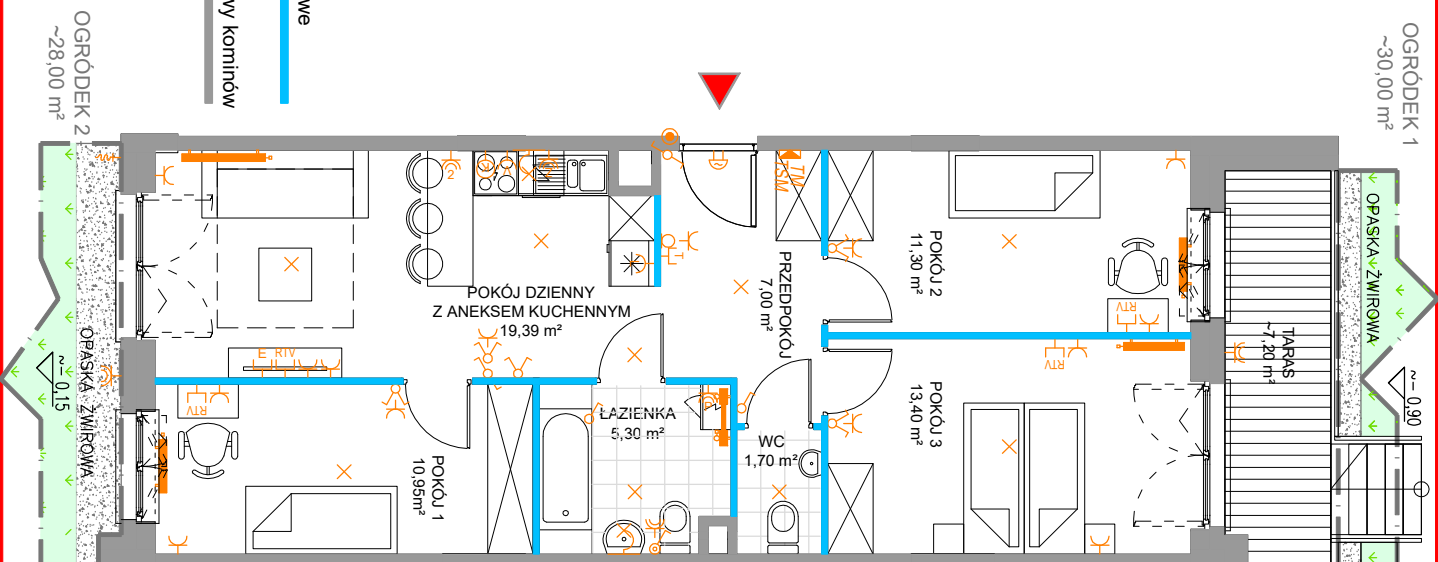 we
wy kominów
OGRÓDEK 2
~28,00 m²
OGRÓDEK 1
~30,00 m²
OPASKA ŻWIROWA
~-0,15
POKÓJ DZIENNY
Z ANEKSEM KUCHENNYM
19,39 m²
E RTV
RTV
POKÓJ 1
10,95m²
ŁAZIENKA
5,30 m²
WC
1,70 m²
PRZEDPOKÓJ
7,00 m²
TM
TSM
2
POKÓJ 2
11,30 m²
RTV
POKÓJ 3
13,40 m²
RTV
TARAS
~7,20 m²
OPASKA ŻWIROWA
~-0,90